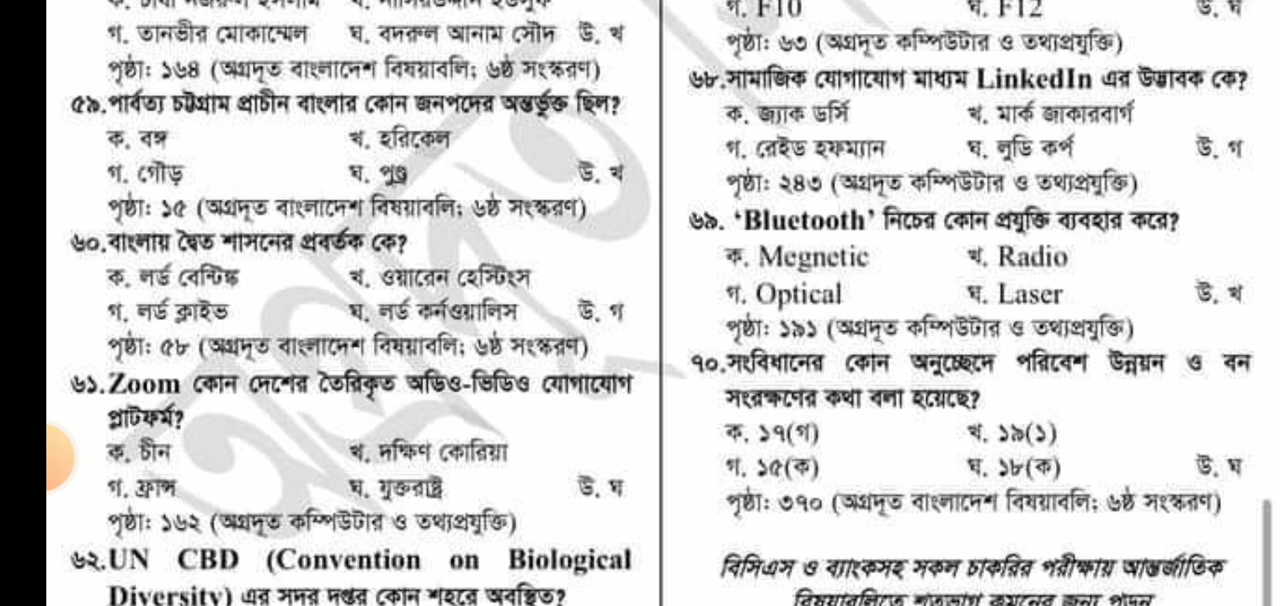 গ. তানভীর মোকাম্মেল ঘ. বদরুল আনাম সৌদ উ. খ
পৃষ্ঠা: ১৬৪ (অগ্রদূত বাংলাদেশ বিষয়াবলি; ৬ষ্ঠ সংস্করণ)
৫৯.পার্বত্য চট্টগ্রাম প্রাচীন বাংলার কোন জনপদের অন্তর্ভুক্ত ছিল?
ক. বঙ্গ খ. হরিকেল
গ. গৌড় ঘ. পুণ্ড্র উ. খ
পৃষ্ঠা: ১৫ (অগ্রদূত বাংলাদেশ বিষয়াবলি; ৬ষ্ঠ সংস্করণ)
৬০.বাংলায় দ্বৈত শাসনের প্রবর্তক কে?
ক. লর্ড বেন্টিঙ্ক খ. ওয়ারেন হেস্টিংস
গ. লর্ড ক্লাইভ ঘ. লর্ড কর্নওয়ালিস উ. গ
পৃষ্ঠা: ৫৮ (অগ্রদূত বাংলাদেশ বিষয়াবলি; ৬ষ্ঠ সংস্করণ)
৬১.Zoom কোন দেশের তৈরিকৃত অডিও-ভিডিও যোগাযোগ
প্লাটফর্ম?
ক. চীন খ. দক্ষিণ কোরিয়া
গ. ফ্রান্স ঘ. যুক্তরাষ্ট্র উ. ঘ
পৃষ্ঠা: ১৬২ (অগ্রদূত কম্পিউটার ও তথ্যপ্রযুক্তি)
৬২.UN CBD (Convention on Biological
Diversity) এর সদর দপ্তর কোন শহরে অবস্থিত?
গ. F10 ঘ. F12 উ. ঘ
পৃষ্ঠা: ৬৩ (অগ্রদূত কম্পিউটার ও তথ্যপ্রযুক্তি)
৬৮.সামাজিক যোগাযোগ মাধ্যম LinkedIn এর উদ্ভাবক কে?
ক. জ্যাক ডর্সি খ. মার্ক জাকারবার্গ
গ. রেইড হফম্যান ঘ. লুডি কর্প উ. গ
পৃষ্ঠা: ২৪৩ (অগ্রদূত কম্পিউটার ও তথ্যপ্রযুক্তি)
৬৯. ‘Bluetooth’ নিচের কোন প্রযুক্তি ব্যবহার করে?
ক. Megnetic খ. Radio
গ. Optical ঘ. Laser উ. খ
পৃষ্ঠা: ১৯১ (অগ্রদূত কম্পিউটার ও তথ্যপ্রযুক্তি)
৭০.সংবিধানের কোন অনুচ্ছেদে পরিবেশ উন্নয়ন ও বন
সংরক্ষণের কথা বলা হয়েছে?
ক. ১৭(গ) খ. ১৯(১)
গ. ১৫(ক) ঘ. ১৮(ক) উ. ঘ
পৃষ্ঠা: ৩৭০ (অগ্রদূত বাংলাদেশ বিষয়াবলি; ৬ষ্ঠ সংস্করণ)
বিসিএস ও ব্যাংকসহ সকল চাকরির পরীক্ষায় আন্তর্জাতিক
বিষয়াবলিতে শতভাগ কমনের জন্য পড়ুন